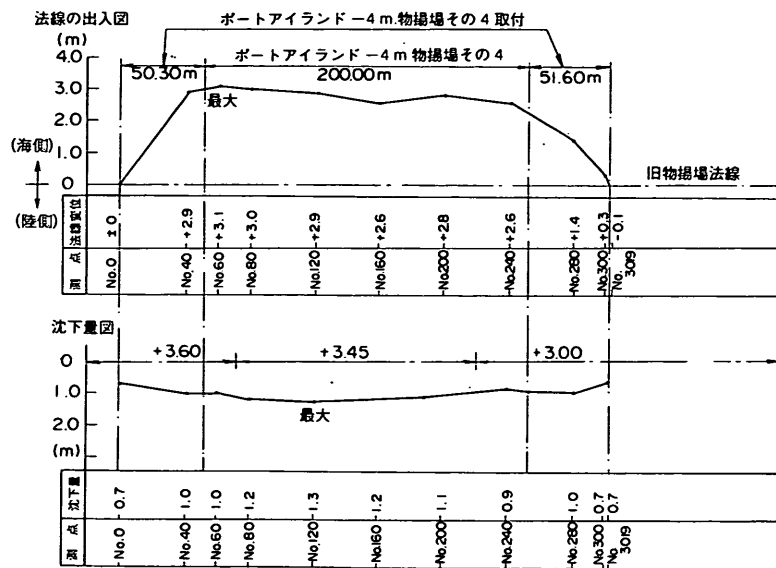 法線の出入図
(m)
ポートアイランド −4m物揚場その4取付
ポートアイランド −4m物揚場その4
50.30m
200.00m
51.60m
4.0
3.0
2.0
1.0
0
最大
(海側)
(陸側)
旧物揚場法線
法線変位
±0
+2.9
+3.1
+3.0
+2.9
+2.6
+2.8
+2.6
+1.4
+0.3
-0.1
測点
No.0
No.40
No.60
No.80
No.120
No.160
No.200
No.240
No.280
No.300
No.3019
沈下量図
+3.60
+3.45
+3.00
0
1.0
2.0
(m)
最大
沈下量
0.7
1.0
1.0
1.2
1.3
1.2
1.1
0.9
1.0
0.7
0.7
測点
No.0
No.40
No.60
No.80
No.120
No.160
No.200
No.240
No.280
No.300
No.3019